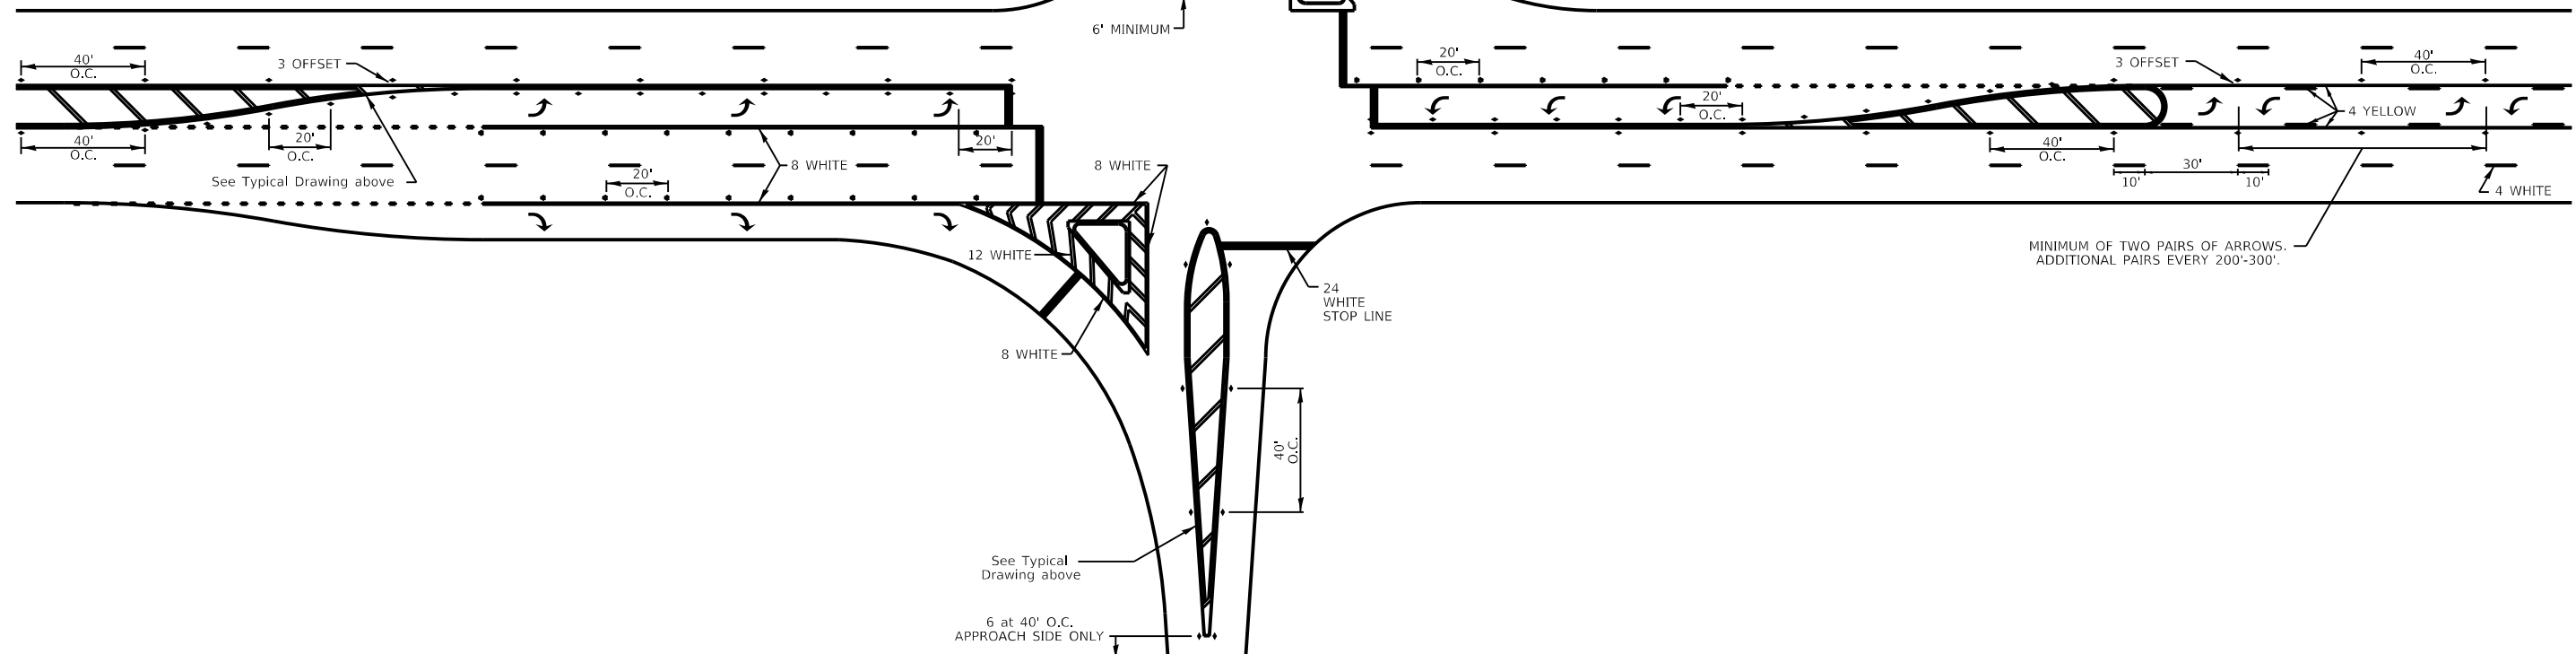 6' MINIMUM
40'
O.C.
3 OFFSET
20'
O.C.
3 OFFSET
40'
O.C.
20'
O.C.
4 YELLOW
40'
O.C.
20'
O.C.
20'
40'
O.C.
See Typical Drawing above
20'
O.C.
8 WHITE
8 WHITE
10'
30'
10'
4 WHITE
12 WHITE
MINIMUM OF TWO PAIRS OF ARROWS.
ADDITIONAL PAIRS EVERY 200'-300'.
24
WHITE
STOP LINE
8 WHITE
40'
O.C.
See Typical
Drawing above
6 at 40' O.C.
APPROACH SIDE ONLY